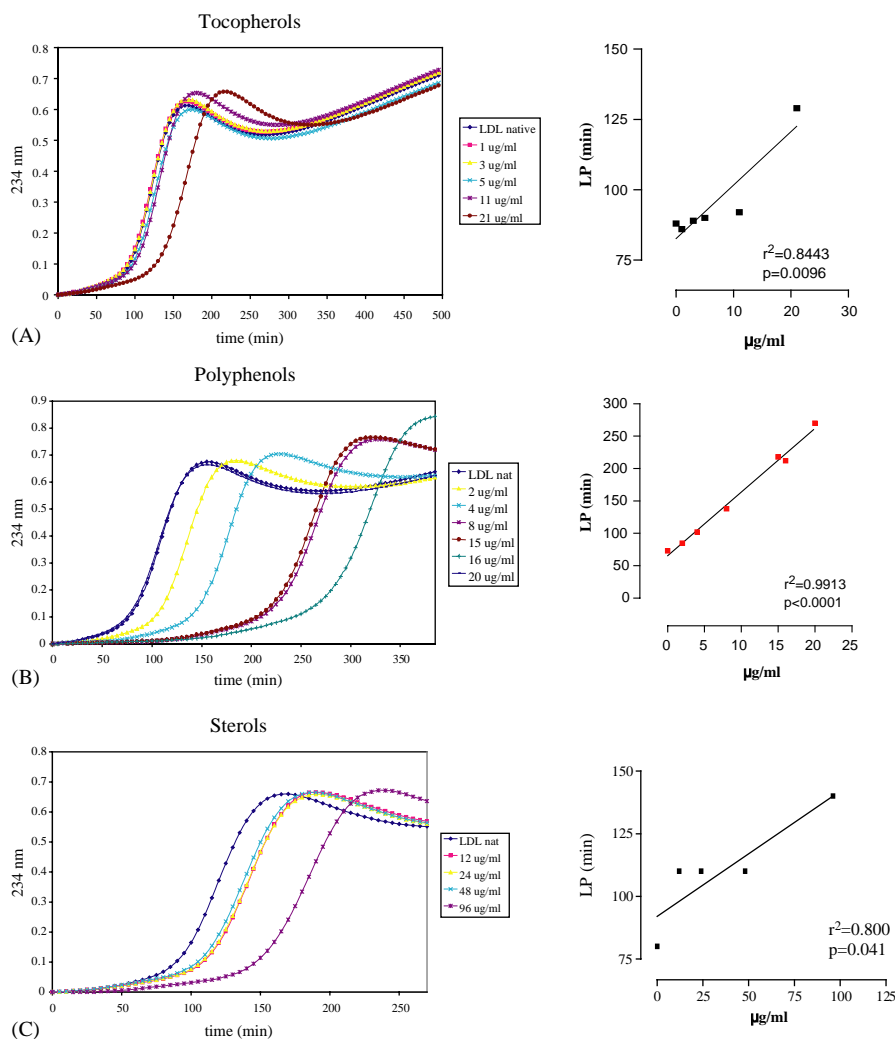 Tocopherols
0.8
0.7
0.6
0.5
0.4
0.3
0.2
0.1
0
234 nm
0 50 100 150 200 250 300 350 400 450 500
time (min)
LDL native
1 ug/ml
3 ug/ml
5 ug/ml
11 ug/ml
21 ug/ml
(A)
150
125
100
75
LP (min)
r²=0.8443
p=0.0096
0 10 20 30
µg/ml
Polyphenols
0.9
0.8
0.7
0.6
0.5
0.4
0.3
0.2
0.1
0
234 nm
0 50 100 150 200 250 300 350
time (min)
LDL nat
2 ug/ml
4 ug/ml
8 ug/ml
15 ug/ml
16 ug/ml
20 ug/ml
(B)
300
250
200
150
100
50
0
LP (min)
r²=0.9913
p<0.0001
0 5 10 15 20 25
µg/ml
Sterols
0.8
0.7
0.6
0.5
0.4
0.3
0.2
0.1
0
234 nm
0 50 100 150 200 250
time (min)
LDL nat
12 ug/ml
24 ug/ml
48 ug/ml
96 ug/ml
(C)
150
125
100
75
LP (min)
r²=0.800
p=0.041
0 25 50 75 100 125
µg/ml